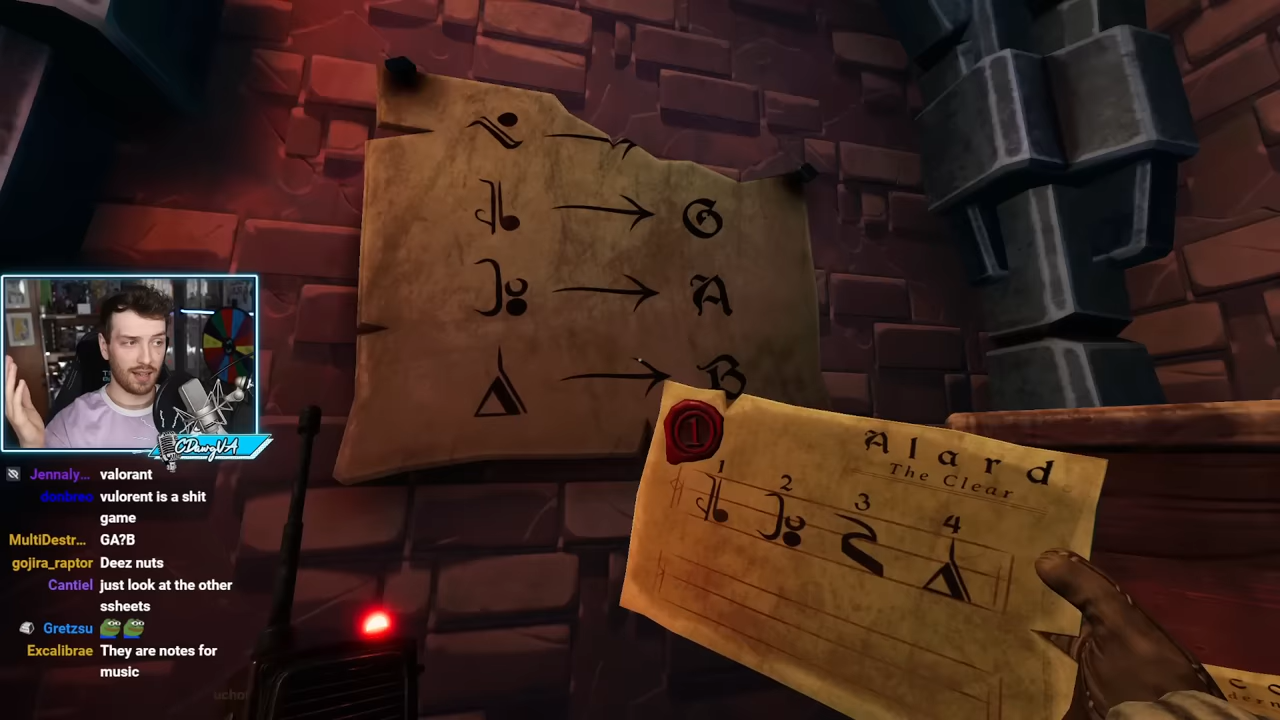 G
A
B
1
Alard
The Clear
1 2 3 4
CDawgVA
Jennaly... valorant
donbreo vulorent is a shit
game
MultiDestr... GA?B
gojira_raptor Deez nuts
Cantiel just look at the other
ssheets
Gretzsu
Excalibrae They are notes for
music